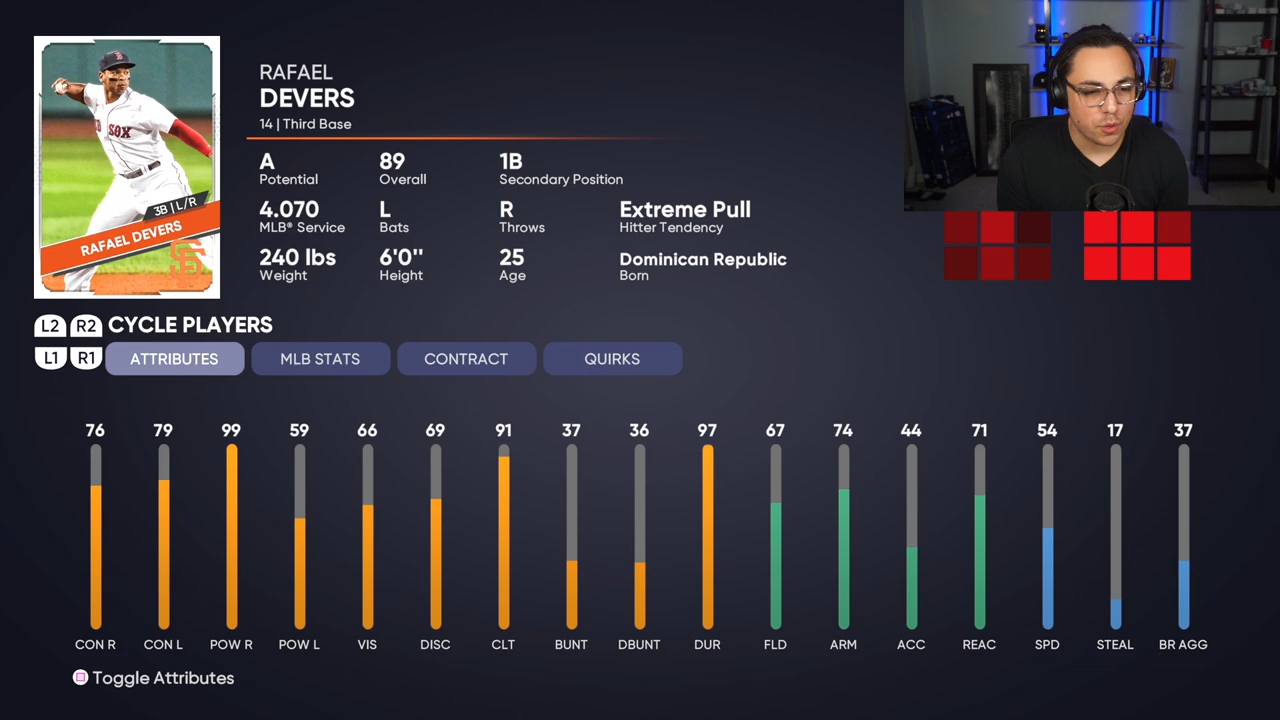 RAFAEL
DEVERS
14 | Third Base
A
Potential
89
Overall
1B
Secondary Position
4.070
MLB® Service
L
Bats
R
Throws
Extreme Pull
Hitter Tendency
240 lbs
Weight
6'0"
Height
25
Age
Dominican Republic
Born
SOX
3B | L/R
RAFAEL DEVERS
SF
L2 R2 CYCLE PLAYERS
L1 R1 ATTRIBUTES MLB STATS CONTRACT QUIRKS
76 79 99 59 66 69 91 37 36 97 67 74 44 71 54 17 37
CON R CON L POW R POW L VIS DISC CLT BUNT DBUNT DUR FLD ARM ACC REAC SPD STEAL BR AGG
Toggle Attributes